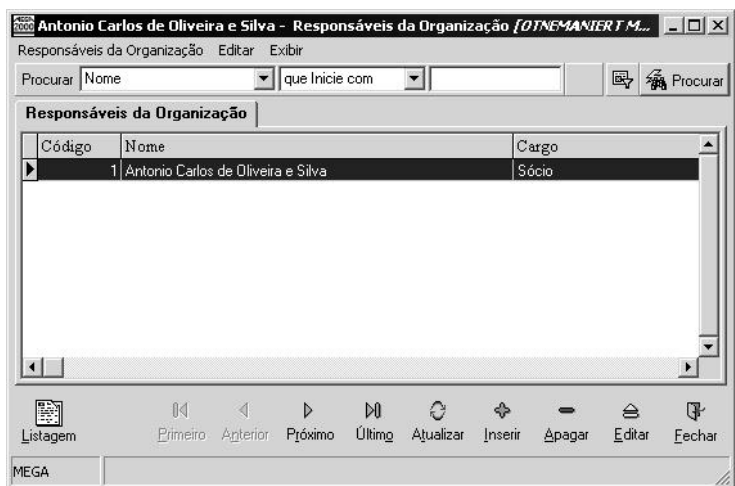 Antonio Carlos de Oliveira e Silva - Responsáveis da Organização {OTNEMANIERT M...
Responsáveis da Organização Editar Exibir
Procurar Nome que Inicie com Procurar
Responsáveis da Organização
Código Nome Cargo
1 Antonio Carlos de Oliveira e Silva Sócio
Listagem Primeiro Anterior Próximo Último Atualizar Inserir Apagar Editar Fechar
MEGA